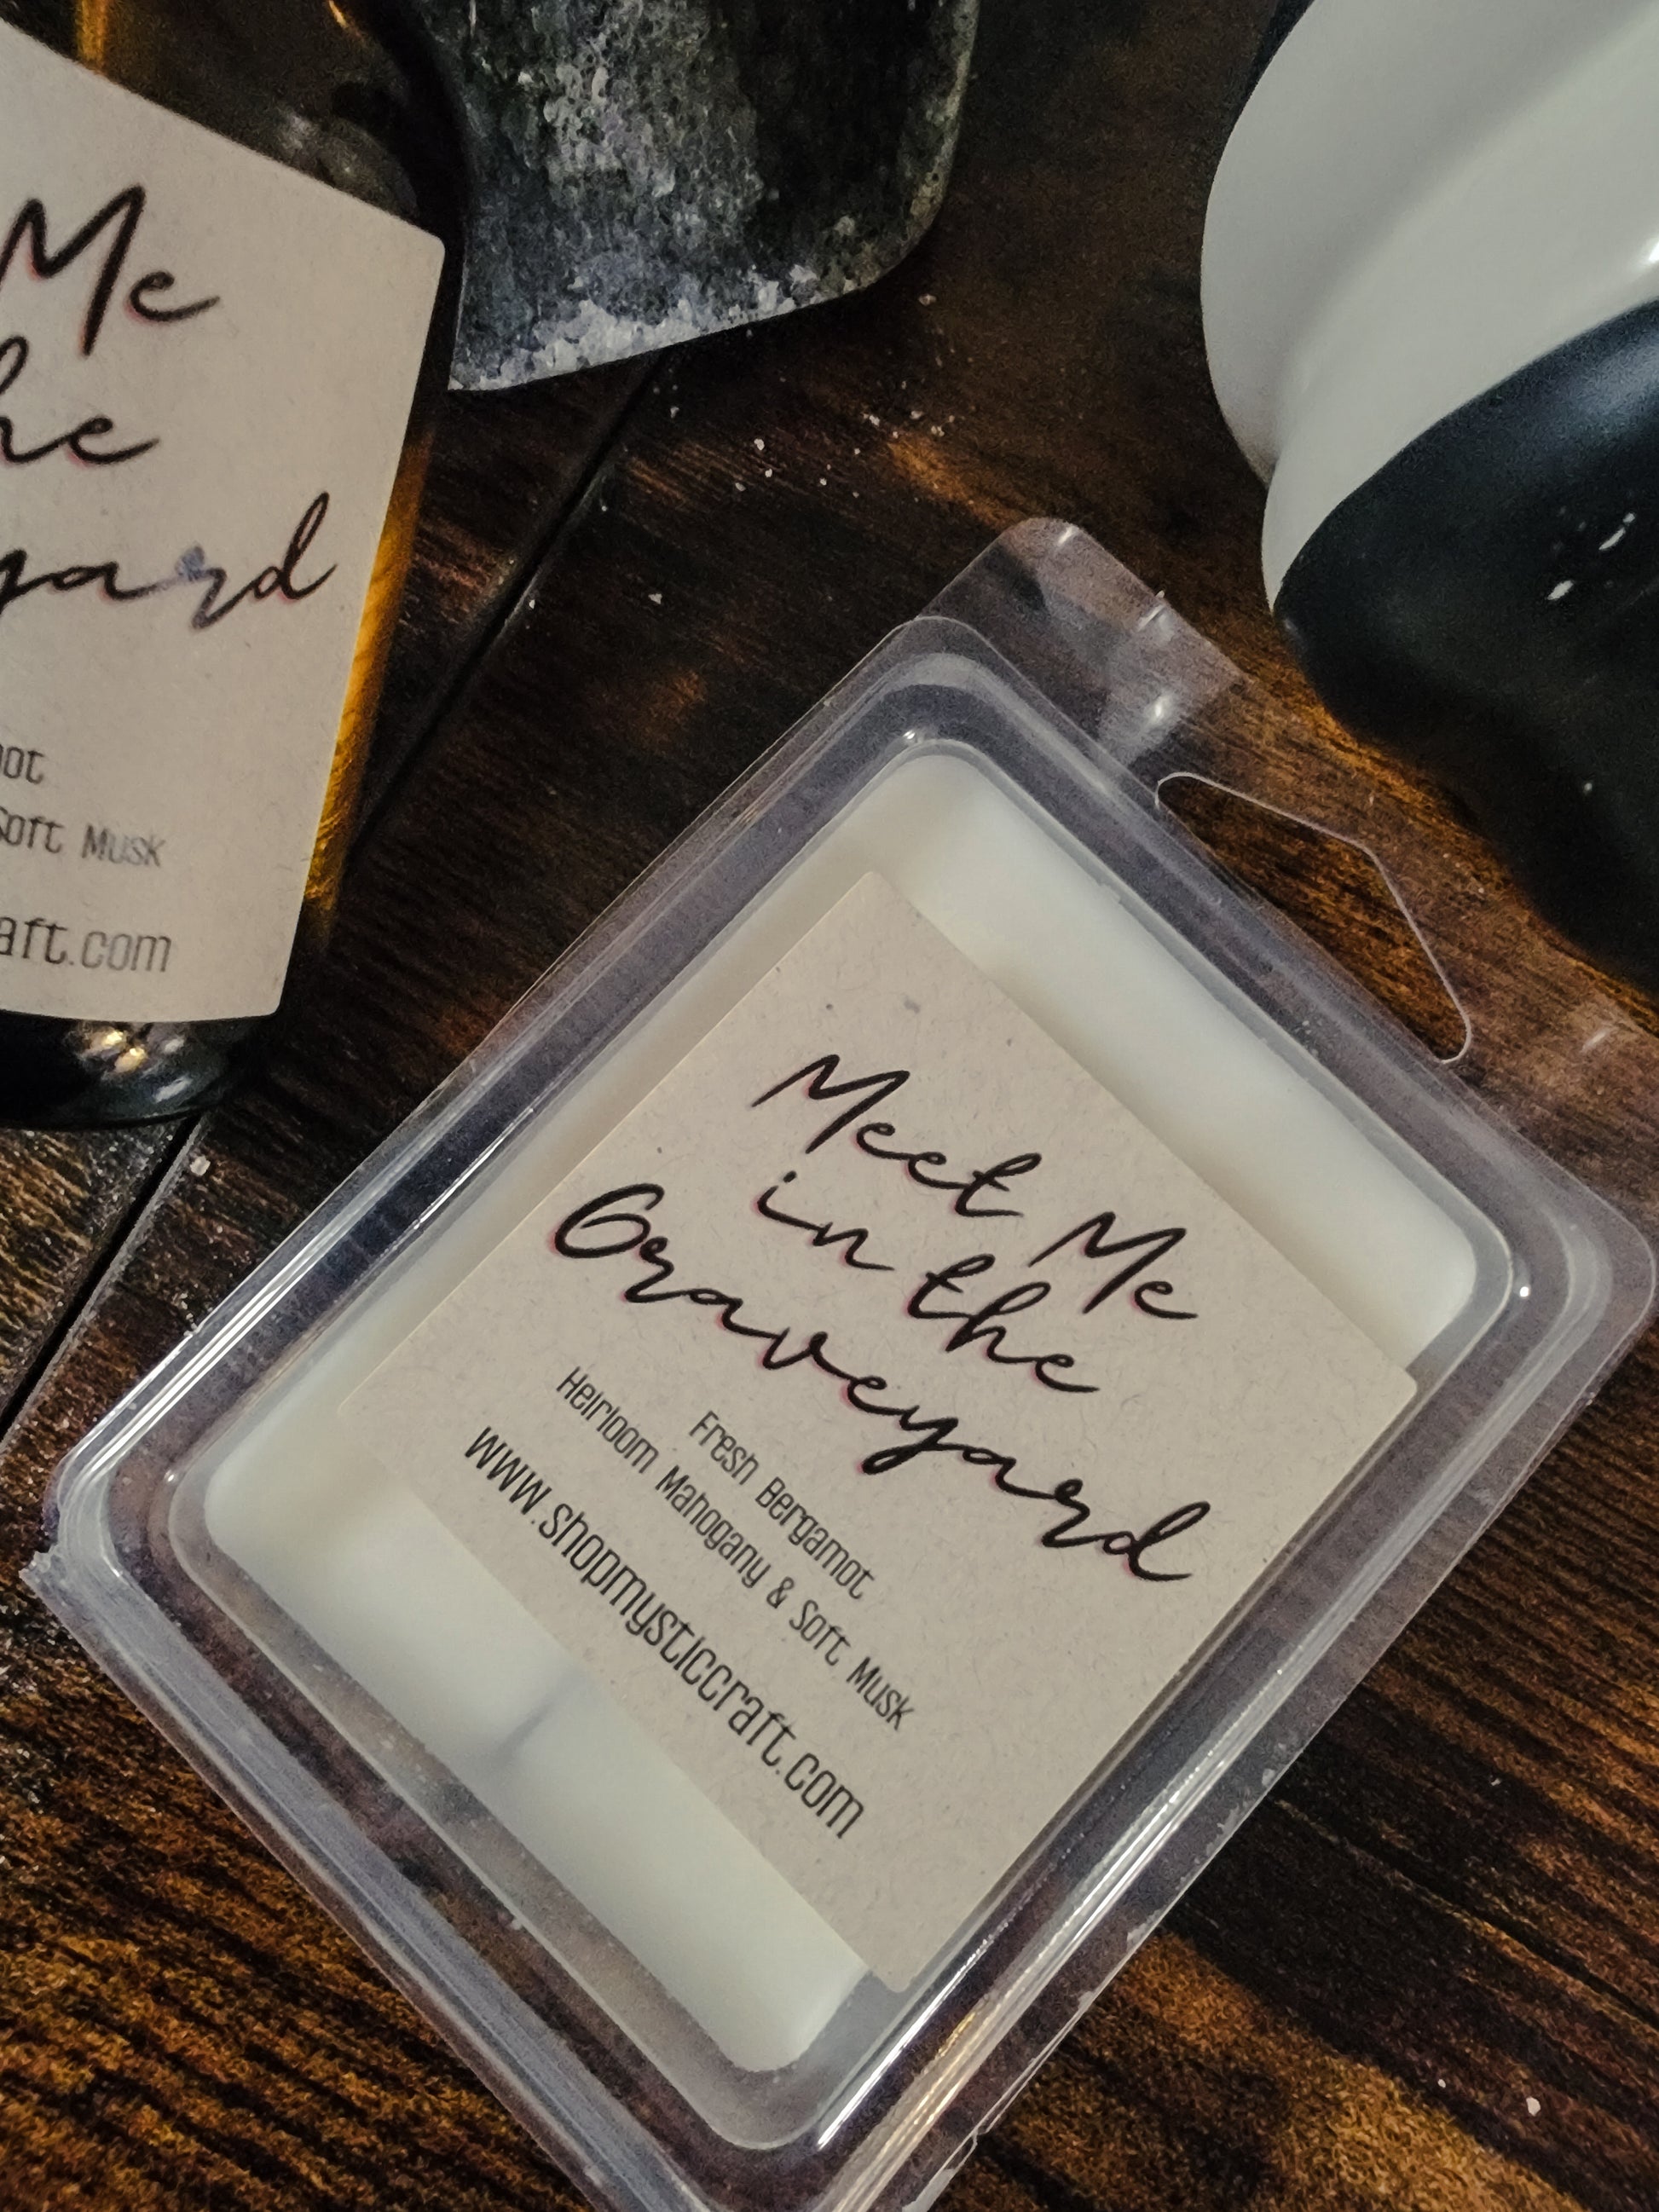 Me
he
yard
ot
Soft Musk
aft.com
Meet Me
in the
Graveyard
Fresh Bergamot
Heirloom Mahogany & Soft Musk
www.shopmysticcraft.com